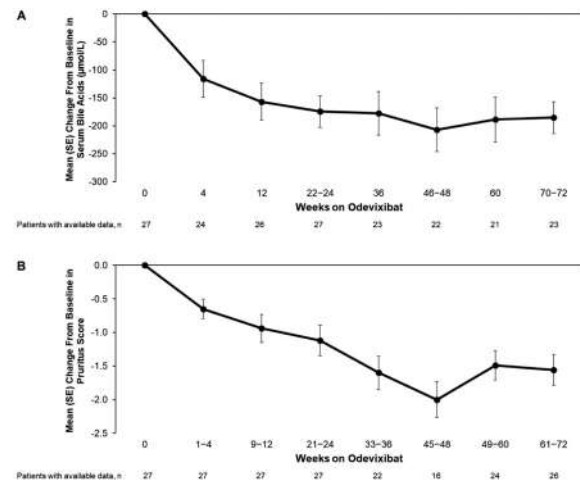 A
Mean (SE) Change From Baseline in
Serum Bile Acids (µmol/L)
0
-50
-100
-150
-200
-250
-300
0 4 12 22–24 36 46–48 60 70–72
Weeks on Odevixibat
Patients with available data, n 27 24 26 27 23 22 21 23
B
Mean (SE) Change From Baseline in
Pruritus Score
0.0
-0.5
-1.0
-1.5
-2.0
-2.5
0 1–4 9–12 21–24 33–36 45–48 49–60 61–72
Weeks on Odevixibat
Patients with available data, n 27 27 27 27 22 16 24 26